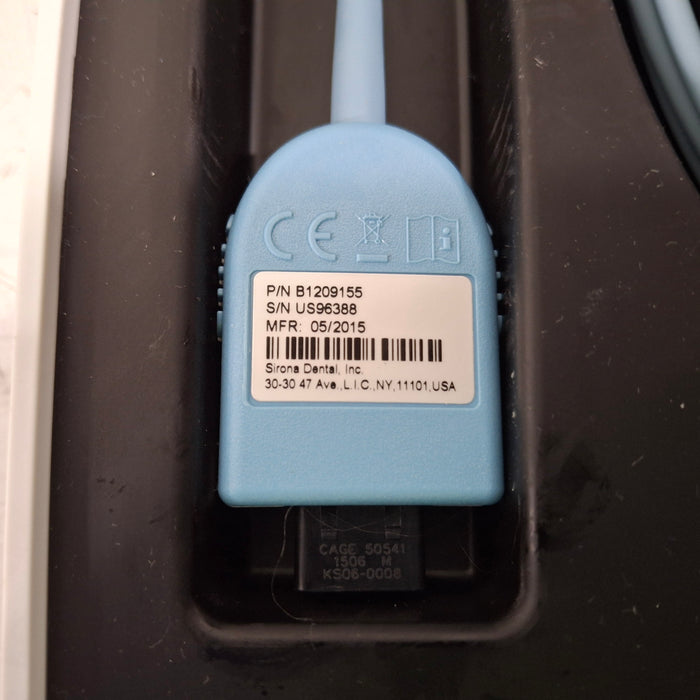 CE
i
P/N B1209155
S/N US96388
MFR: 05/2015
Sirona Dental, Inc.
30-30 47 Ave.,L.I.C.,NY,11101,USA
CAGE 50541
1506 M
KS06-0008